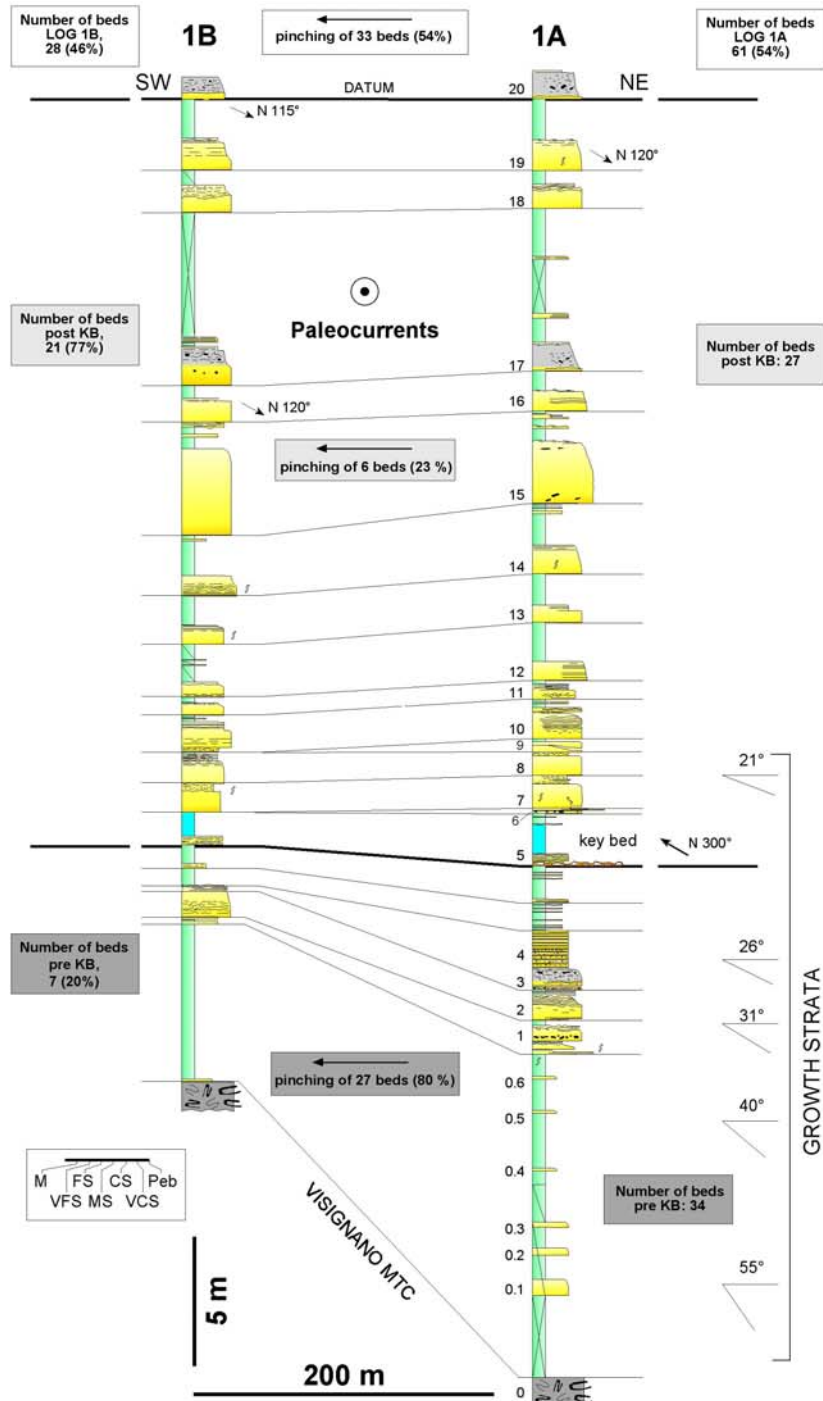 Number of beds
LOG 1B,
28 (46%)
1B
pinching of 33 beds (54%)
1A
Number of beds
LOG 1A
61 (54%)
SW
DATUM
20
NE
N 115°
N 120°
19
18
Paleocurrents
Number of beds
post KB,
21 (77%)
Number of beds
post KB: 27
17
16
N 120°
pinching of 6 beds (23 %)
15
14
13
12
11
10
9
8
21°
7
6
key bed
N 300°
5
Number of beds
pre KB,
7 (20%)
4
26°
3
2
31°
1
pinching of 27 beds (80 %)
0.6
0.5
40°
0.4
GROWTH STRATA
M FS CS Peb
VFS MS VCS
Number of beds
pre KB: 34
VISIGNANO MTC
0.3
0.2
0.1
55°
5 m
200 m
0